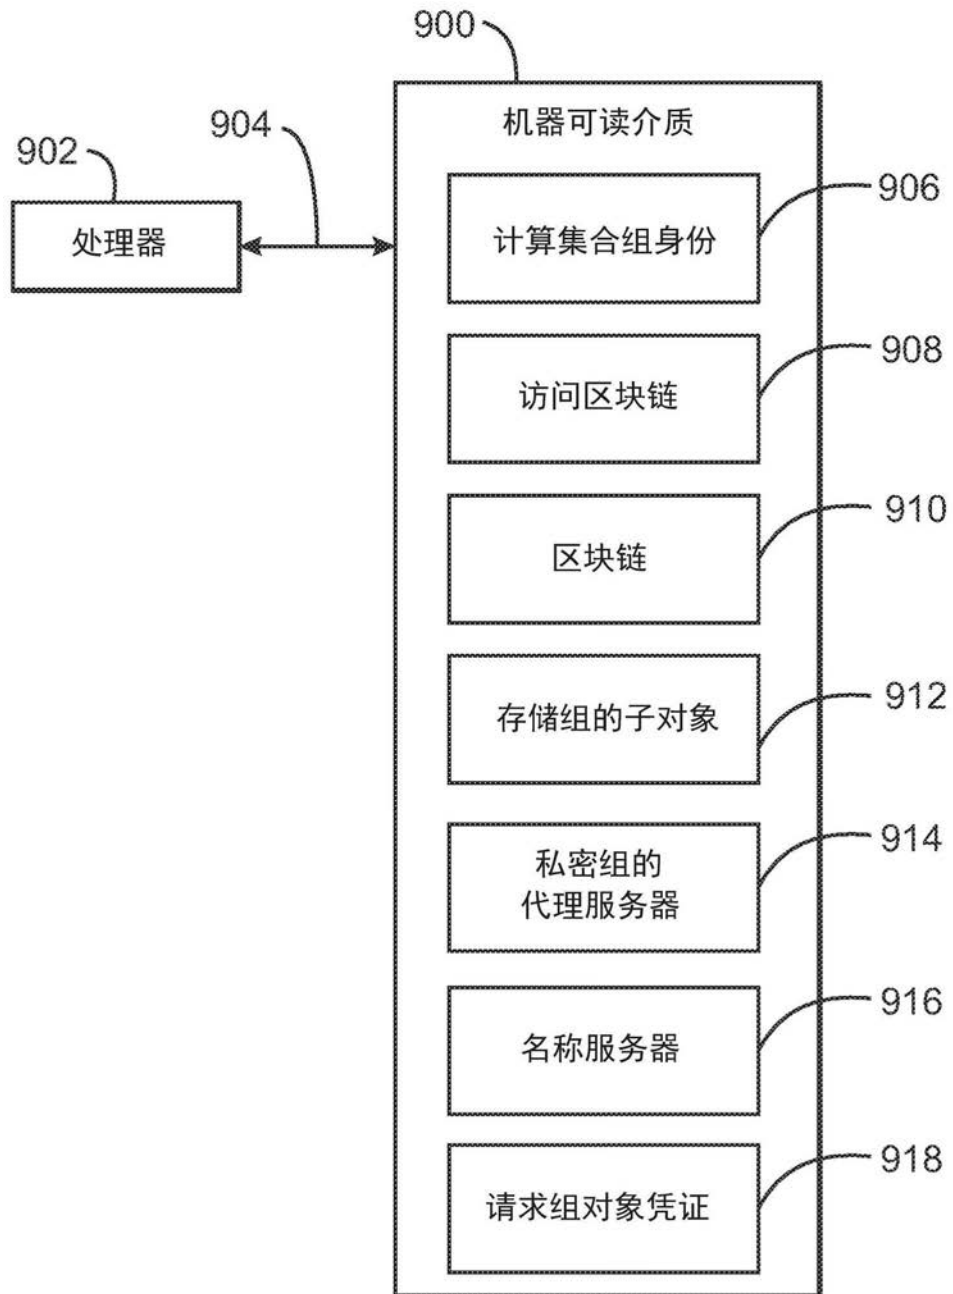 900
机器可读介质
904
902
处理器
906
计算集合组身份
908
访问区块链
910
区块链
912
存储组的子对象
914
私密组的
代理服务器
916
名称服务器
918
请求组对象凭证